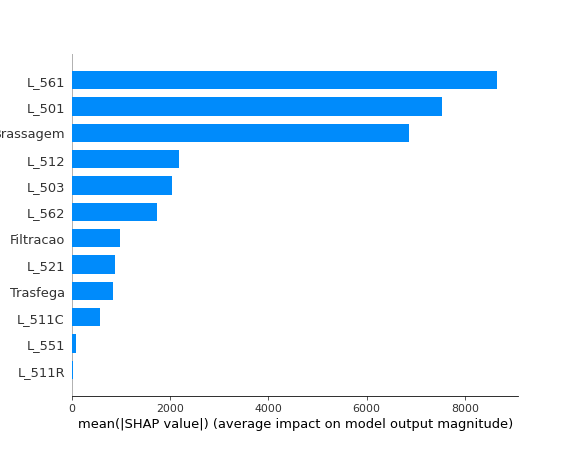 L_561
L_501
rassagem
L_512
L_503
L_562
Filtracao
L_521
Trasfega
L_511C
L_551
L_511R
0 2000 4000 6000 8000
mean(|SHAP value|) (average impact on model output magnitude)